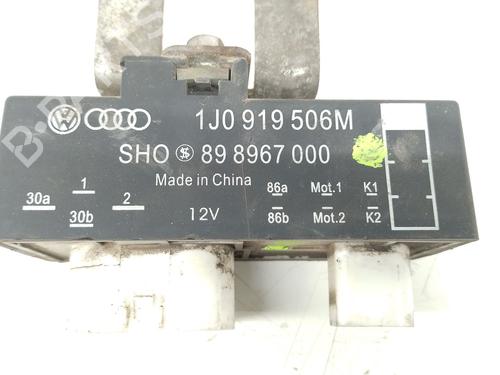 1J0 919 506M
SHO 89 8967 000
Made in China
30a 1 2 86a Mot.1 K1
30b 12V 86b Mot.2 K2